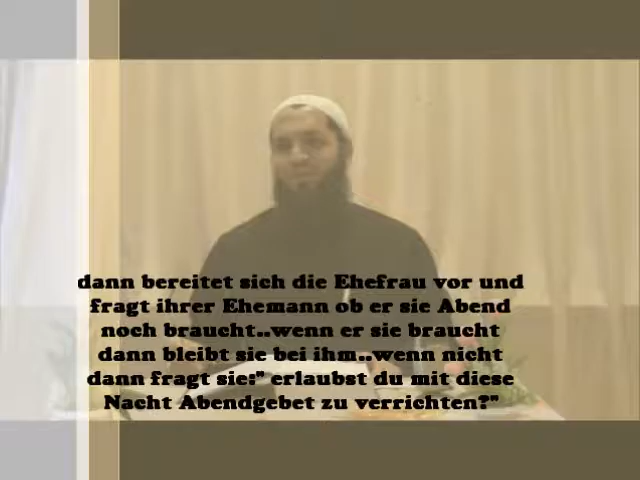 dann bereitet sich die Ehefrau vor und
fragt ihrer Ehemann ob er sie Abend
noch braucht..wenn er sie braucht
dann bleibt sie bei ihm..wenn nicht
dann fragt sie:" erlaubst du mit diese
Nacht Abendgebet zu verrichten?"